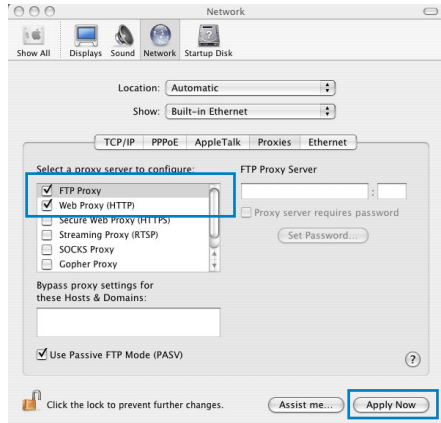 Network
Show All Displays Sound Network Startup Disk
Location: Automatic
Show: Built-in Ethernet
TCP/IP PPPoE AppleTalk Proxies Ethernet
Select a proxy server to configure: FTP Proxy Server
FTP Proxy
Web Proxy (HTTP)
Secure Web Proxy (HTTPS)
Streaming Proxy (RTSP)
SOCKS Proxy
Gopher Proxy
:
Proxy server requires password
Set Password...
Bypass proxy settings for
these Hosts & Domains:
Use Passive FTP Mode (PASV)
?
Click the lock to prevent further changes. Assist me... Apply Now